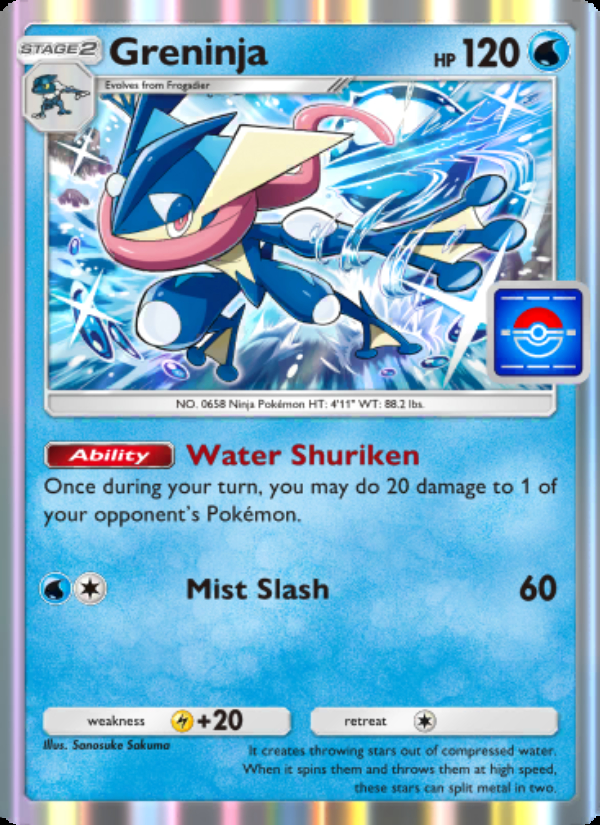 STAGE 2
Greninja
HP 120
Evolves from Frogadier
NO. 0658 Ninja Pokémon HT: 4'11" WT: 88.2 lbs.
Ability Water Shuriken
Once during your turn, you may do 20 damage to 1 of
your opponent's Pokémon.
Mist Slash 60
weakness +20 retreat
Illus. Sanosuke Sakuma
It creates throwing stars out of compressed water.
When it spins them and throws them at high speed,
these stars can split metal in two.